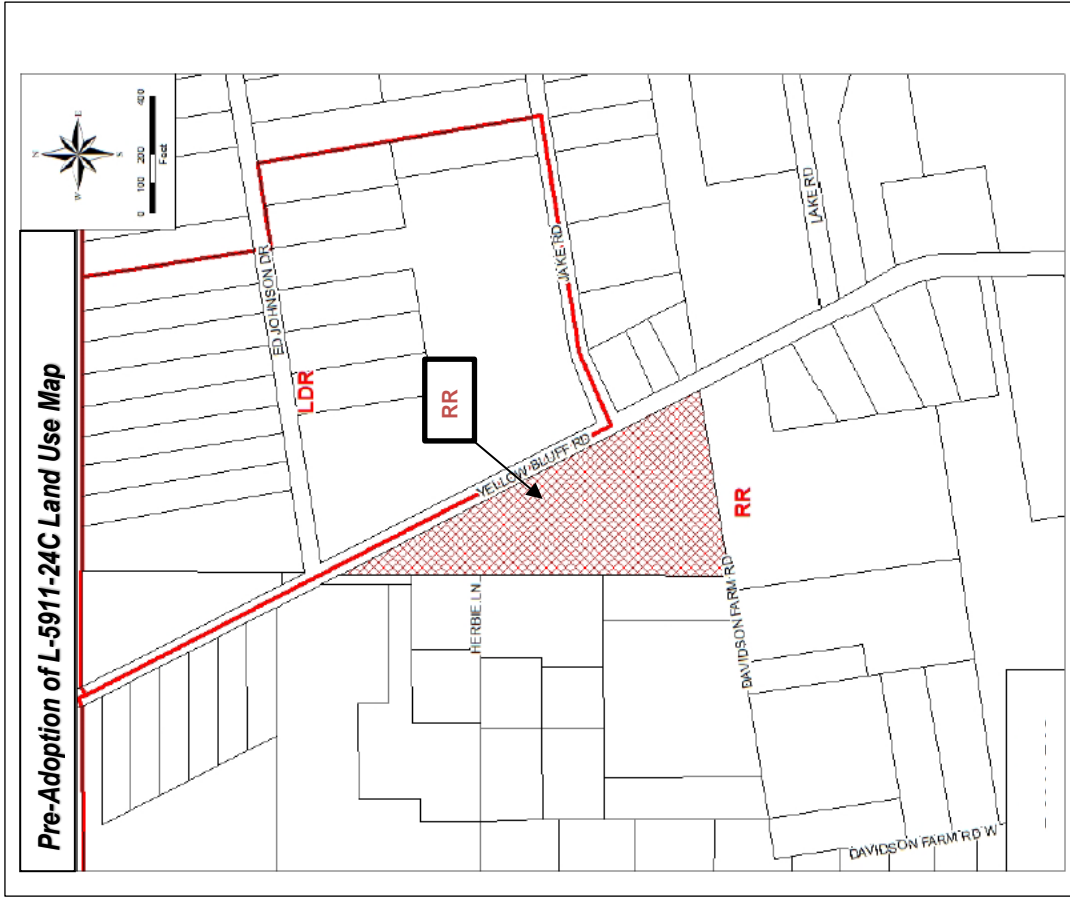 Pre-Adoption of L-5911-24C Land Use Map
N
W
E
S
0 100 200 400
Feet
ED JOHNSON DR
LDR
RR
YELLOW BLUFF RD
JAKE RD
LAKE RD
HERBIE LN
RR
DAVIDSON FARM RD
DAVIDSON FARM RD W